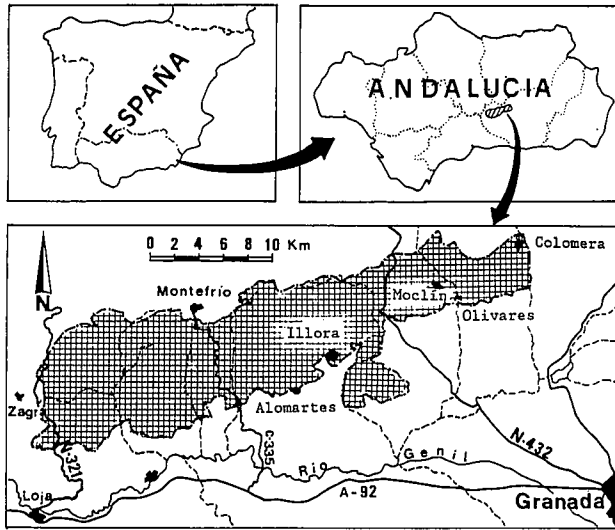 ESPAÑA
ANDALUCIA
0 2 4 6 8 10 Km
N
Colomera
Montefrío
Moclín
Olivares
Illora
Zagra
Alomartes
N-321
C-335
N-432
Río Genil
Loja
A-92
Granada